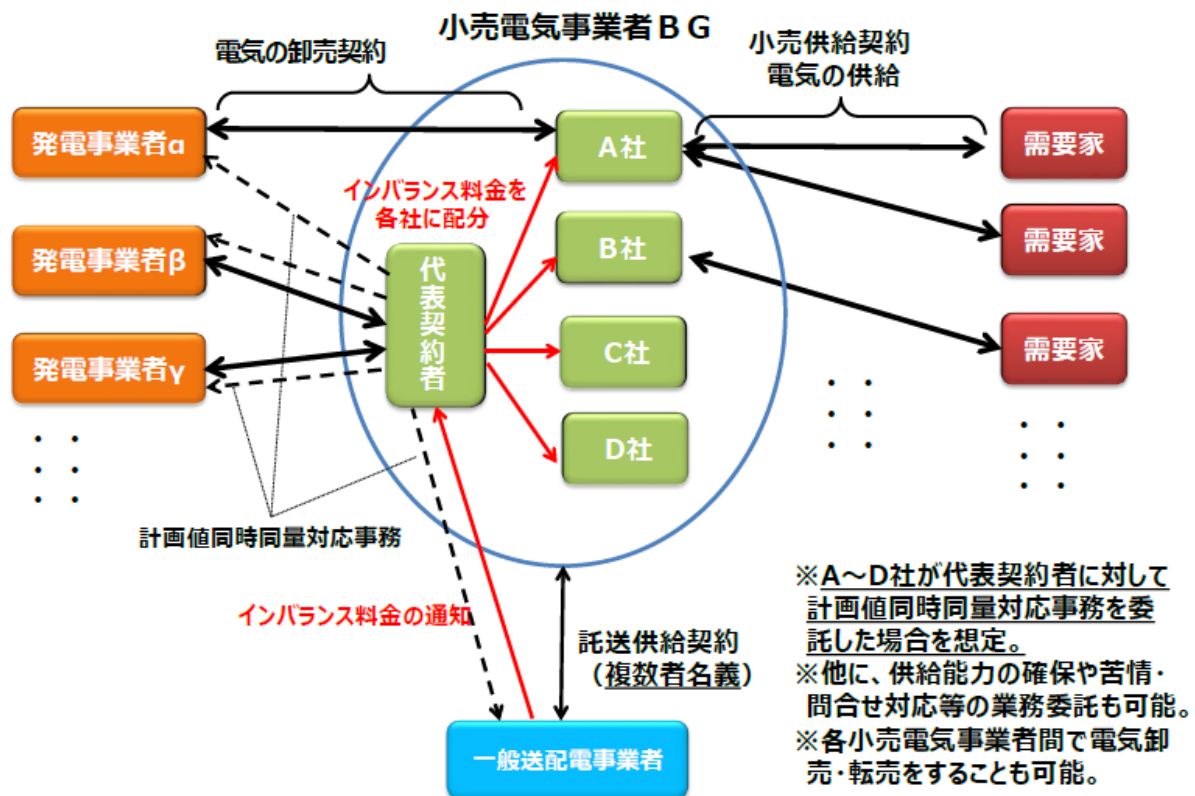 小売電気事業者BG
電気の卸売契約
小売供給契約
電気の供給
発電事業者α
A社
需要家
インバランス料金を
各社に配分
発電事業者β
B社
需要家
代表契約者
発電事業者γ
C社
需要家
D社
計画値同時同量対応事務
インバランス料金の通知
託送供給契約
（複数者名義）
一般送配電事業者
※A～D社が代表契約者に対して
計画値同時同量対応事務を委
託した場合を想定。
※他に、供給能力の確保や苦情・
問合せ対応等の業務委託も可能。
※各小売電気事業者間で電気卸
売・転売をすることも可能。